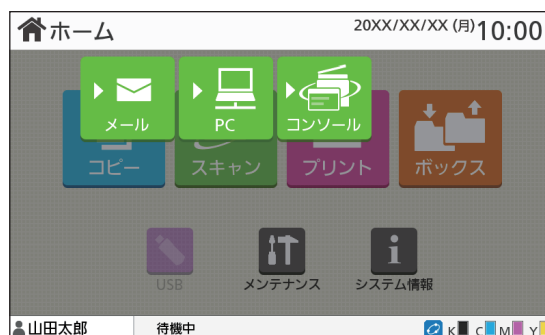 ホーム 20XX/XX/XX (月)10:00
メール PC コンソール
コピー スキャン プリント ボックス
USB メンテナンス システム情報
山田太郎 待機中 K C M Y